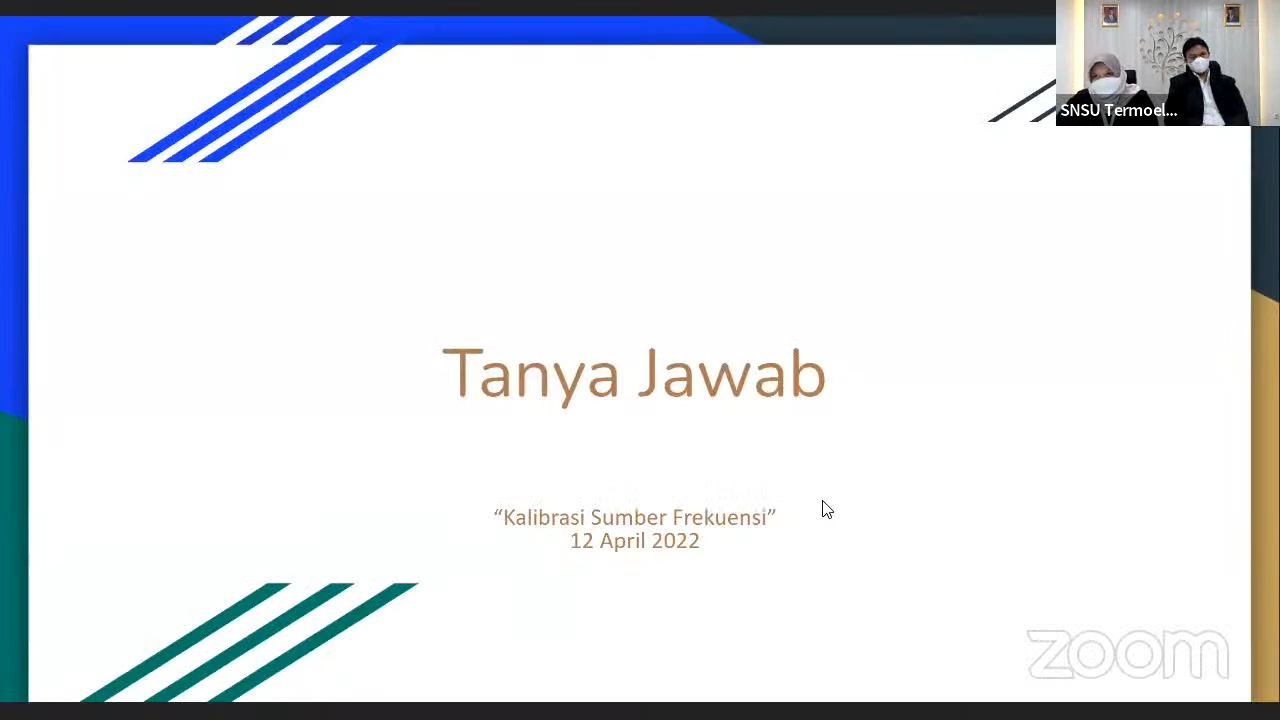 SNSU Termoel...
Tanya Jawab
“Kalibrasi Sumber Frekuensi”
12 April 2022
zoom